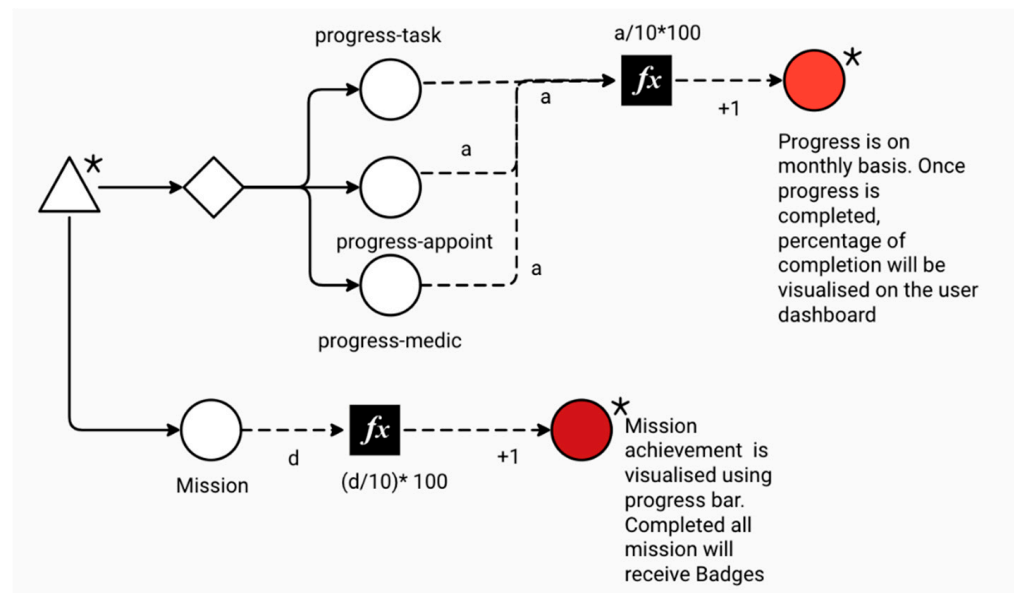 progress-task
a/10*100
fx
a
+1
a
progress-appoint
a
progress-medic
Progress is on
monthly basis. Once
progress is
completed,
percentage of
completion will be
visualised on the user
dashboard
Mission
d
fx
(d/10)* 100
+1
Mission
achievement  is
visualised using
progress bar.
Completed all
mission will
receive Badges